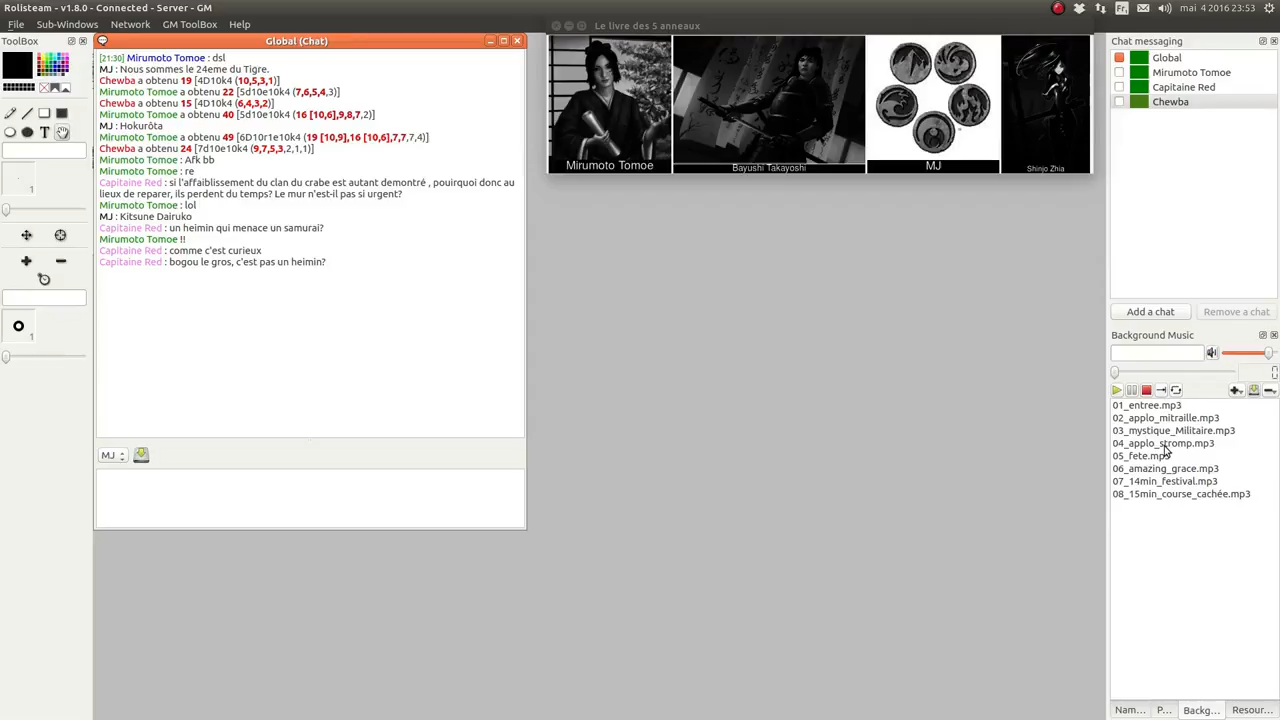 Rolisteam - v1.8.0 - Connected - Server - GM
Fr, mai 4 2016 23:53
File Sub-Windows Network GM ToolBox Help
ToolBox
1
1
Global (Chat)
[21:30] Mirumoto Tomoe : dsl
MJ : Nous sommes le 24eme du Tigre.
Chewba a obtenu 19 [4D10k4 (10,5,3,1)]
Mirumoto Tomoe a obtenu 22 [5d10e10k4 (7,6,5,4,3)]
Chewba a obtenu 15 [4D10k4 (6,4,3,2)]
Mirumoto Tomoe a obtenu 40 [5d10e10k4 (16 [10,6],9,8,7,2)]
MJ : Hokurôta
Mirumoto Tomoe a obtenu 49 [6D10r1e10k4 (19 [10,9],16 [10,6],7,7,7,4)]
Chewba a obtenu 24 [7d10e10k4 (9,7,5,3,2,1,1)]
Mirumoto Tomoe : Afk bb
Mirumoto Tomoe : re
Capitaine Red : si l'affaiblissement du clan du crabe est autant demontré , pouirquoi donc au
lieux de reparer, ils perdent du temps? Le mur n'est-il pas si urgent?
Mirumoto Tomoe : lol
MJ : Kitsune Dairuko
Capitaine Red : un heimin qui menace un samurai?
Mirumoto Tomoe !!
Capitaine Red : comme c'est curieux
Capitaine Red : bogou le gros, c'est pas un heimin?
MJ
Le livre des 5 anneaux
Mirumoto Tomoe
Bayushi Takayoshi
MJ
Shinjo Zhia
Chat messaging
Global
Mirumoto Tomoe
Capitaine Red
Chewba
Add a chat Remove a chat
Background Music
01_entree.mp3
02_applo_mitraille.mp3
03_mystique_Militaire.mp3
04_applo_stromp.mp3
05_fete.mp3
06_amazing_grace.mp3
07_14min_festival.mp3
08_15min_course_cachée.mp3
Nam... P... Backg... Resour...